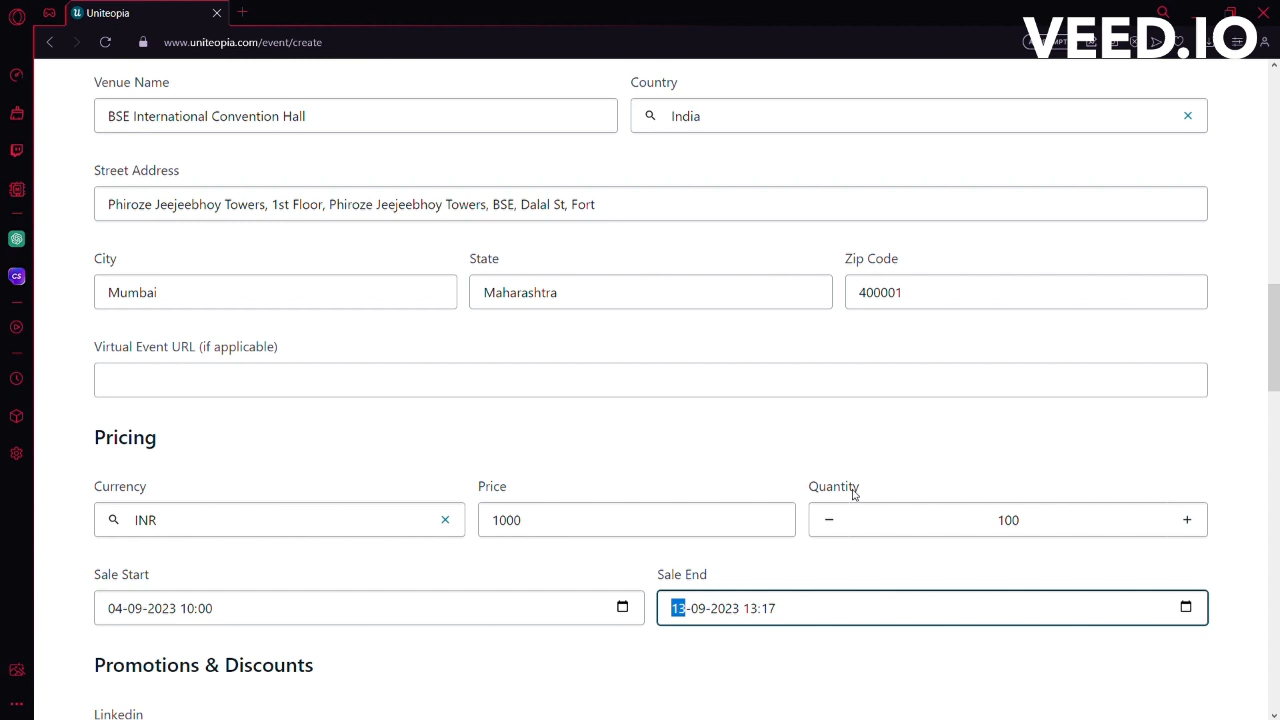 Uniteopia
www.uniteopia.com/event/create
VEED.IO
Venue Name
Country
BSE International Convention Hall
India
Street Address
Phiroze Jeejeebhoy Towers, 1st Floor, Phiroze Jeejeebhoy Towers, BSE, Dalal St, Fort
City
State
Zip Code
Mumbai
Maharashtra
400001
Virtual Event URL (if applicable)
Pricing
Currency
Price
Quantity
INR
1000
100
Sale Start
Sale End
04-09-2023 10:00
13-09-2023 13:17
Promotions & Discounts
Linkedin